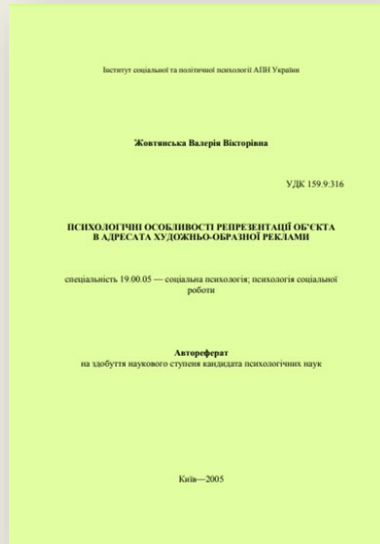 Інститут соціальної та політичної психології АПН України
Жовтянська Валерія Вікторівна
УДК 159.9:316
ПСИХОЛОГІЧНІ ОСОБЛИВОСТІ РЕПРЕЗЕНТАЦІЇ ОБ’ЄКТА
В АДРЕСАТА ХУДОЖНЬО-ОБРАЗНОЇ РЕКЛАМИ
спеціальність 19.00.05 — соціальна психологія; психологія соціальної
роботи
Автореферат
на здобуття наукового ступеня кандидата психологічних наук
Київ—2005